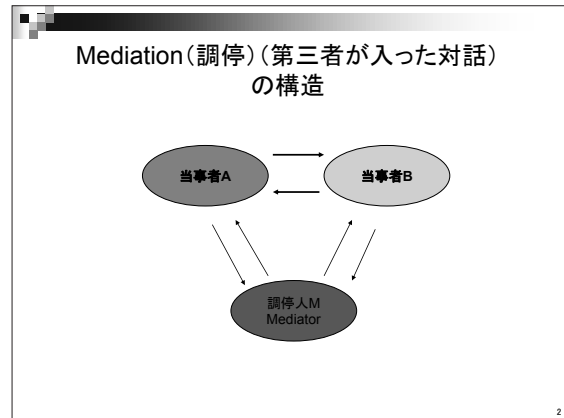 Mediation（調停）（第三者が入った対話）
の構造
当事者A
当事者B
調停人M
Mediator
2